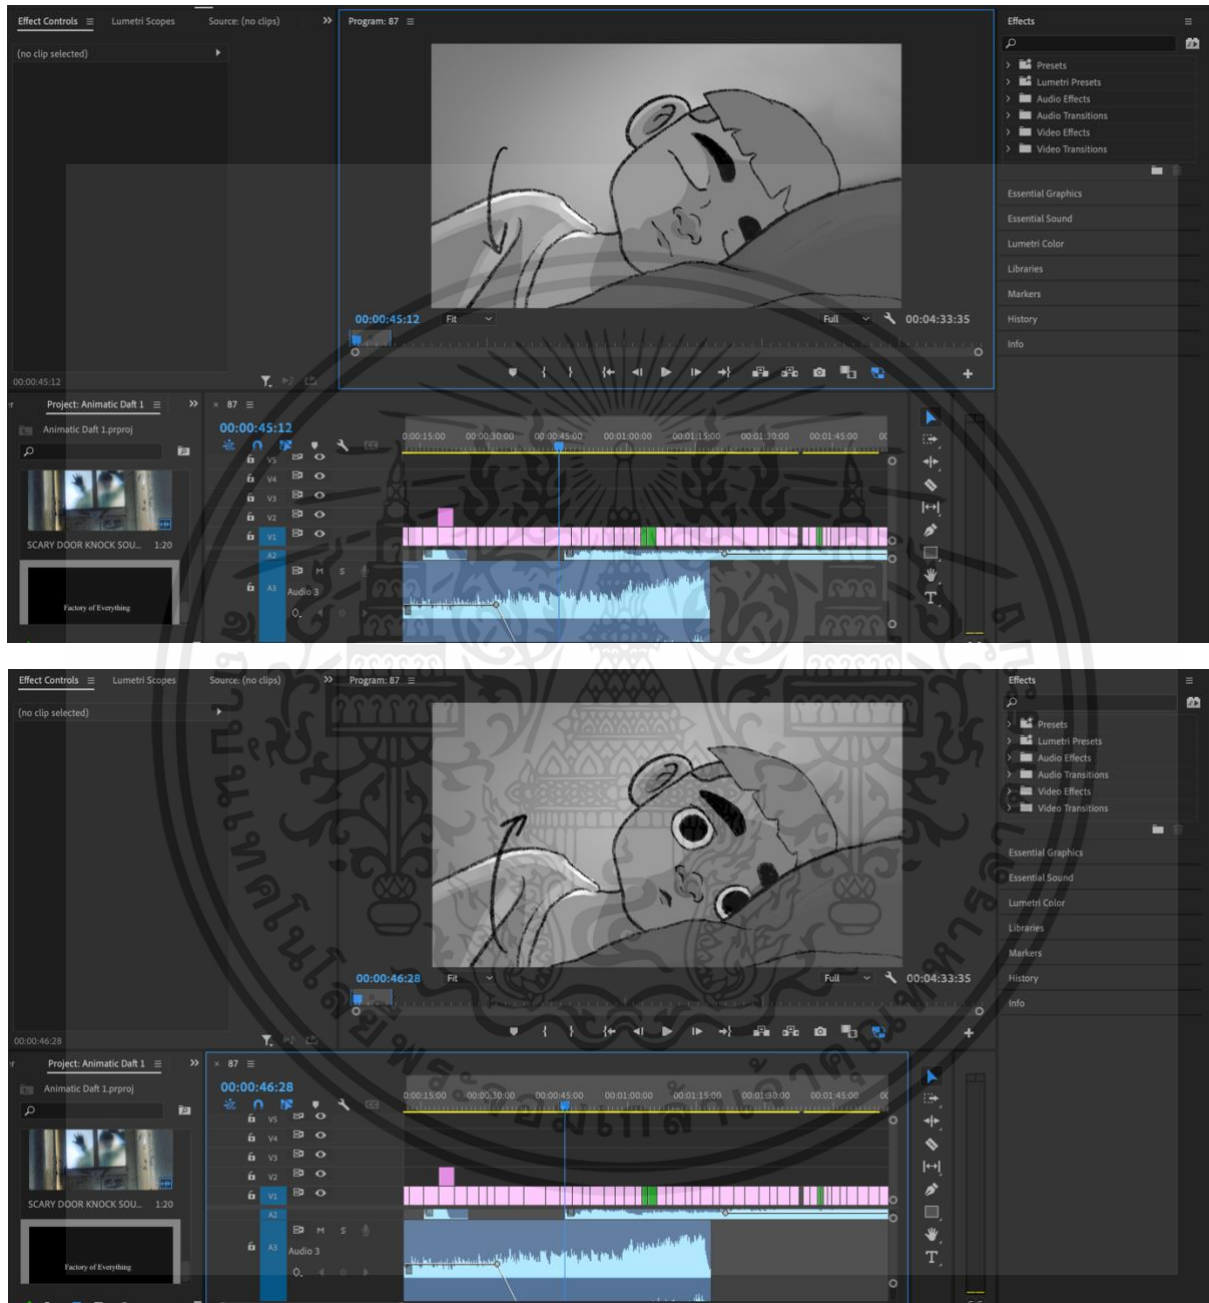 Effect Controls Lumetri Scopes Source: (no clips) Program: 87 Effects
(no clip selected)
Presets
Lumetri Presets
Audio Effects
Audio Transitions
Video Effects
Video Transitions
Essential Graphics
Essential Sound
Lumetri Color
Libraries
Markers
History
Info
00:00:45:12 Fit Full 00:04:33:35
00:00:45:12
Project: Animatic Daft 1 87
Animatic Daft 1.prproj
00:00:45:12
0:00:15:00 00:00:30:00 00:00:45:00 00:01:00:00 00:01:15:00 00:01:30:00 00:01:45:00
V5
V4
V3
V2
V1
A2
M S
A3 Audio 3
SCARY DOOR KNOCK SOU... 1:20
Factory of Everything
Effect Controls Lumetri Scopes Source: (no clips) Program: 87 Effects
(no clip selected)
Presets
Lumetri Presets
Audio Effects
Audio Transitions
Video Effects
Video Transitions
Essential Graphics
Essential Sound
Lumetri Color
Libraries
Markers
History
Info
00:00:46:28 Fit Full 00:04:33:35
00:00:46:28
Project: Animatic Daft 1 87
Animatic Daft 1.prproj
00:00:46:28
0:00:15:00 00:00:30:00 00:00:45:00 00:01:00:00 00:01:15:00 00:01:30:00 00:01:45:00
V5
V4
V3
V2
V1
A2
M S
A3 Audio 3
SCARY DOOR KNOCK SOU... 1:20
Factory of Everything